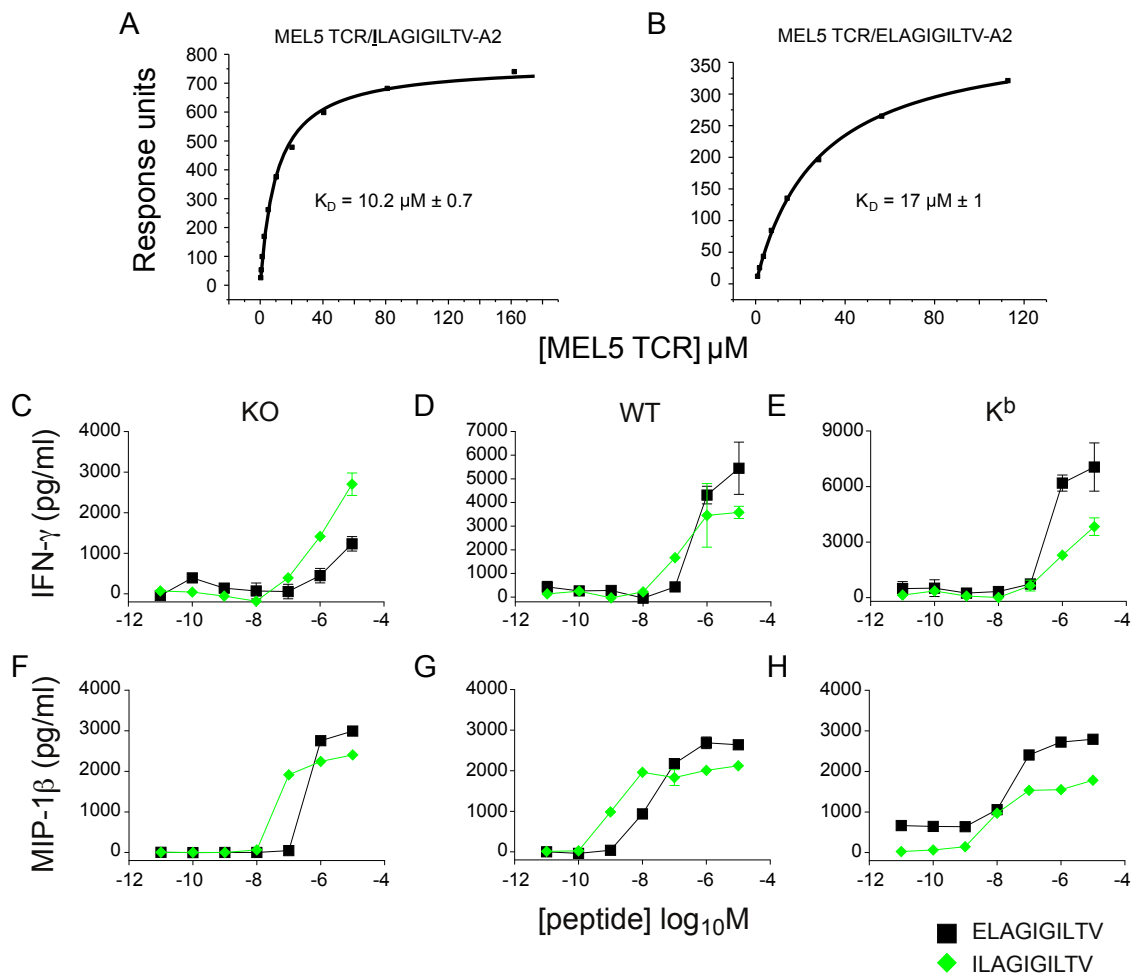 A
MEL5 TCR/ILAGIGILTV-A2
B
MEL5 TCR/ELAGIGILTV-A2
Response units
800
700
600
500
400
300
200
100
0
K_D = 10.2 µM ± 0.7
0 40 80 120 160
350
300
250
200
150
100
50
0
K_D = 17 µM ± 1
0 40 80 120
[MEL5 TCR] µM
C
KO
D
WT
E
K^b
IFN-γ (pg/ml)
4000
3000
2000
1000
0
-12 -10 -8 -6 -4
7000
6000
5000
4000
3000
2000
1000
0
-12 -10 -8 -6 -4
9000
6000
3000
0
-12 -10 -8 -6 -4
F
G
H
MIP-1β (pg/ml)
4000
3000
2000
1000
0
-12 -10 -8 -6 -4
4000
3000
2000
1000
0
-12 -10 -8 -6 -4
4000
3000
2000
1000
0
-12 -10 -8 -6 -4
[peptide] log₁₀M
ELAGIGILTV
ILAGIGILTV